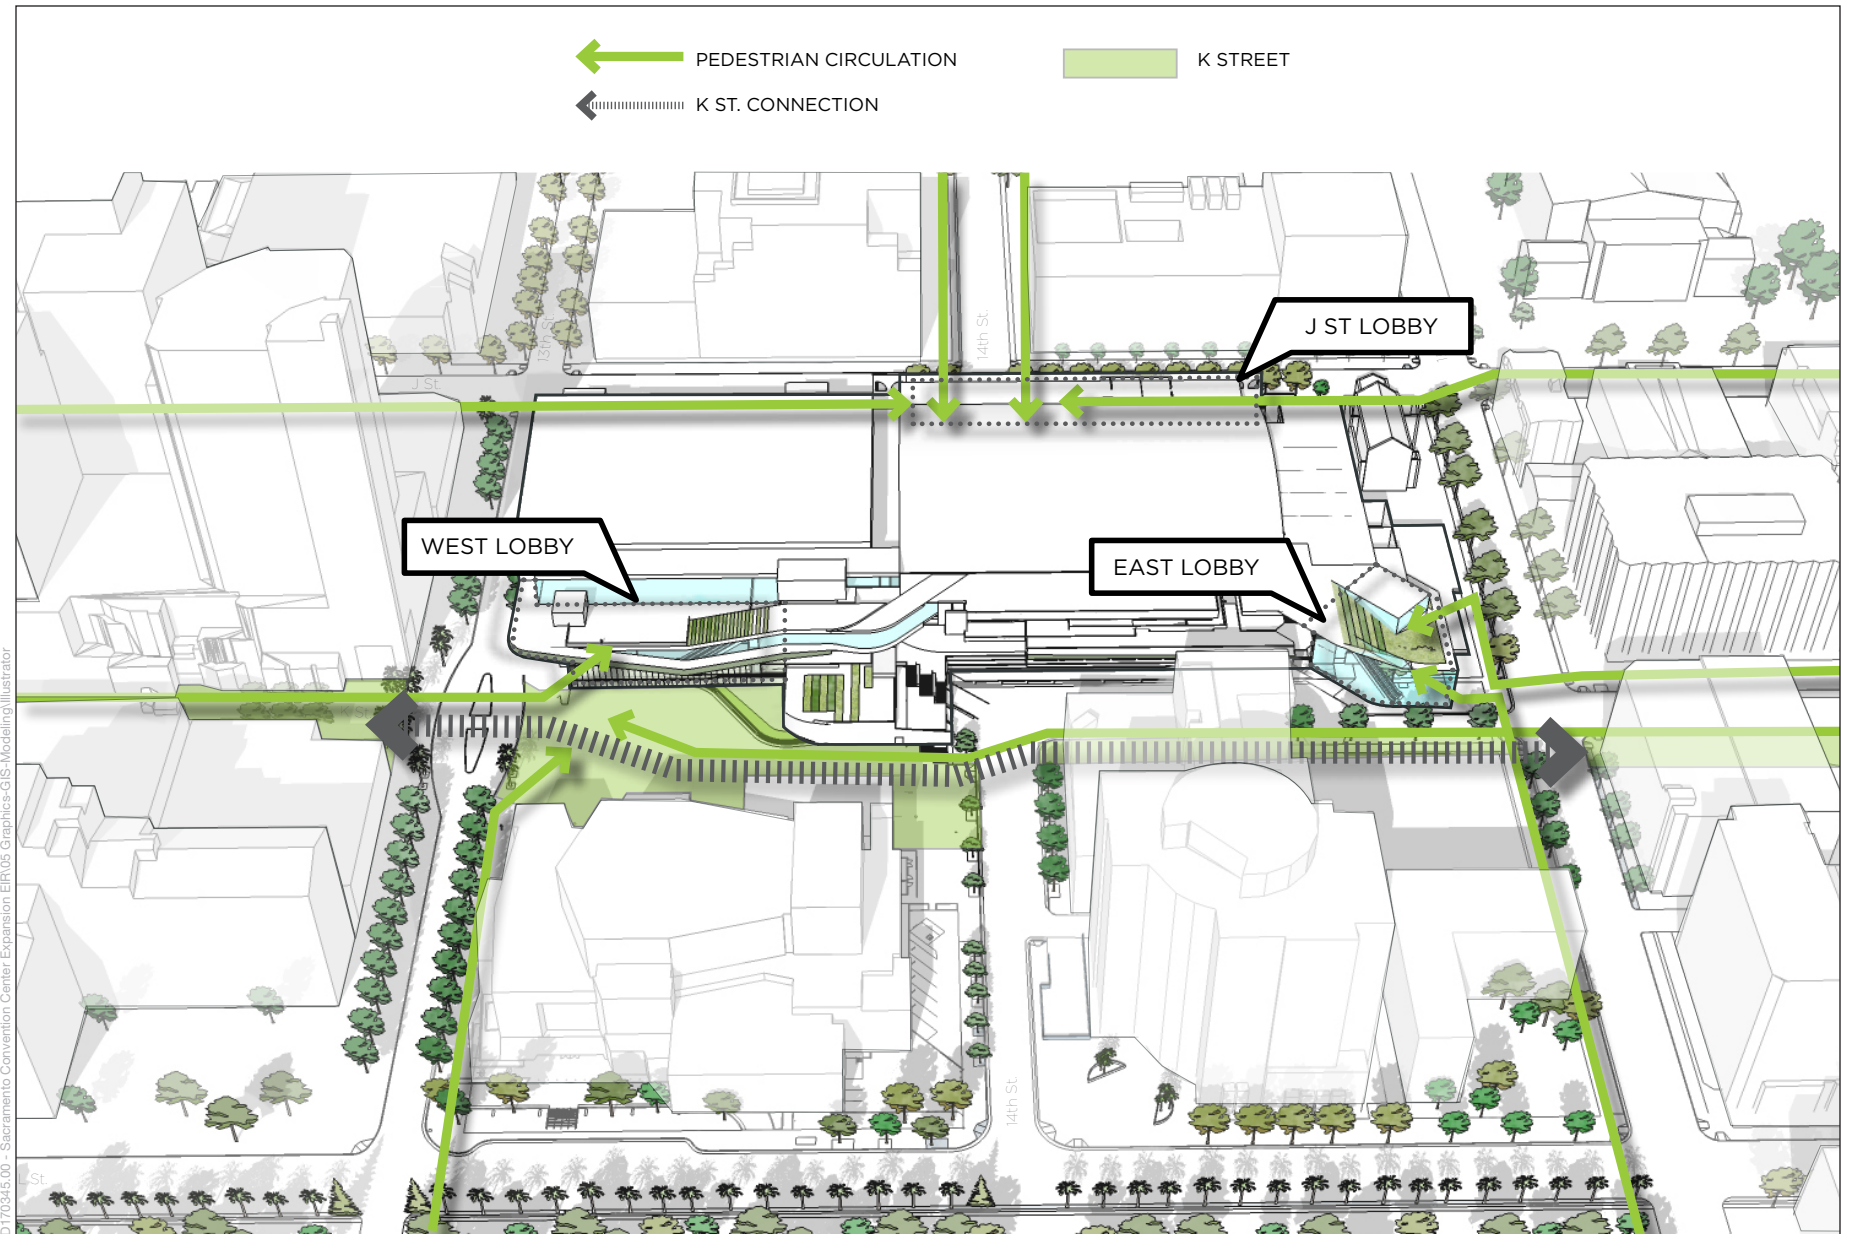 PEDESTRIAN CIRCULATION
K STREET
K ST. CONNECTION
14th St.
13th St.
J ST LOBBY
J St.
WEST LOBBY
EAST LOBBY
K St.
14th St.
L St.
D170345.00 - Sacramento Convention Center Expansion EIR\05 Graphics-GIS-Modeling\Illustrator